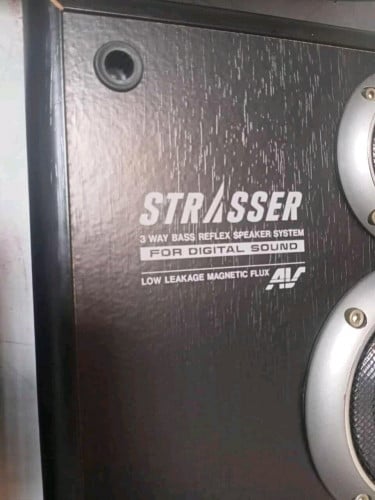 STRASSER
3 WAY BASS REFLEX SPEAKER SYSTEM
FOR DIGITAL SOUND
LOW LEAKAGE MAGNETIC FLUX AV